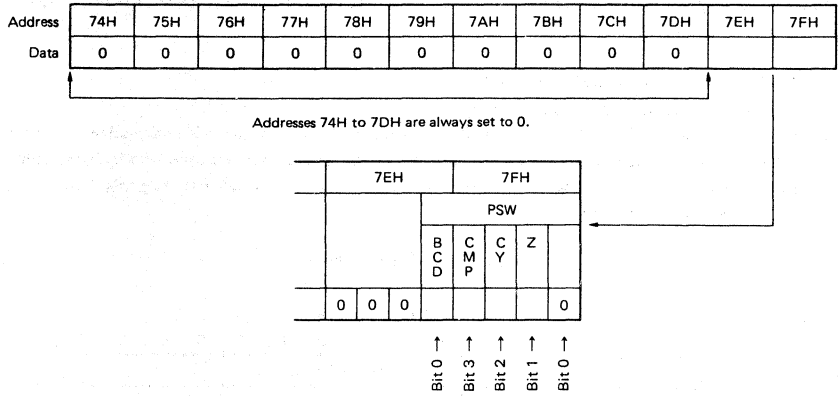 Address 74H 75H 76H 77H 78H 79H 7AH 7BH 7CH 7DH 7EH 7FH
Data 0 0 0 0 0 0 0 0 0 0
Addresses 74H to 7DH are always set to 0.
7EH 7FH
PSW
BCD CMP CY Z
0 0 0 0
Bit 0 → Bit 3 → Bit 2 → Bit 1 → Bit 0 →